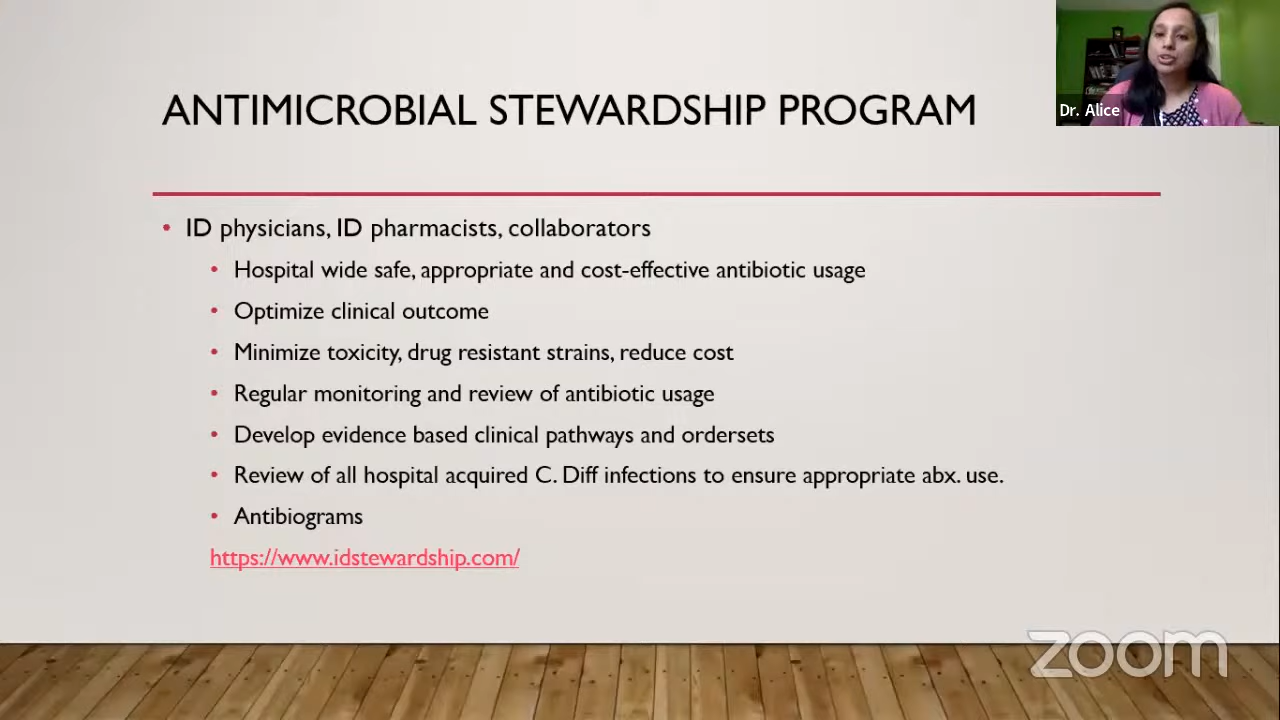 ANTIMICROBIAL STEWARDSHIP PROGRAM
Dr. Alice
• ID physicians, ID pharmacists, collaborators
• Hospital wide safe, appropriate and cost-effective antibiotic usage
• Optimize clinical outcome
• Minimize toxicity, drug resistant strains, reduce cost
• Regular monitoring and review of antibiotic usage
• Develop evidence based clinical pathways and ordersets
• Review of all hospital acquired C. Diff infections to ensure appropriate abx. use.
• Antibiograms
https://www.idstewardship.com/
zoom